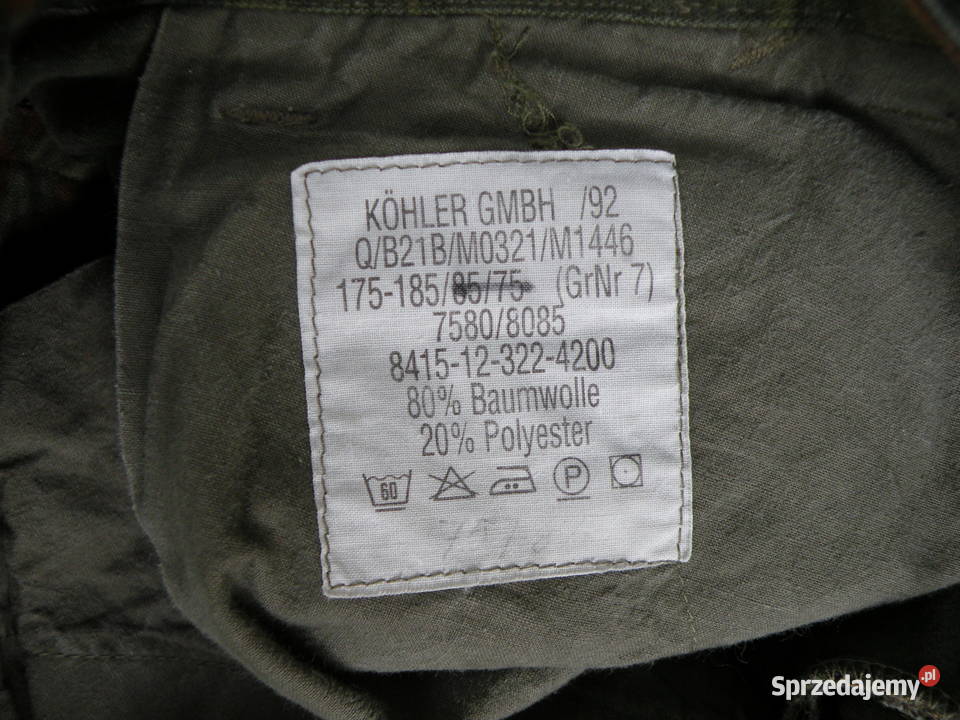 KÖHLER GMBH /92
Q/B21B/M0321/M1446
175-185/85/75 (GrNr 7)
7580/8085
8415-12-322-4200
80% Baumwolle
20% Polyester
60 P
Sprzedajemy.pl